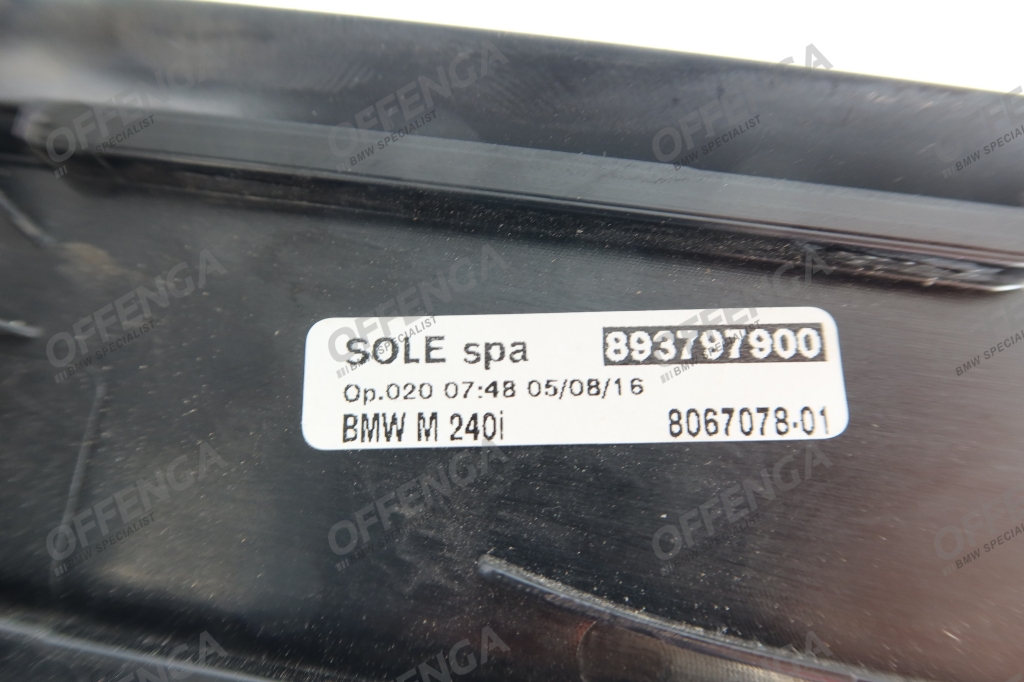 SOLE spa 893797900
Op.020 07:48 05/08/16
BMW M 240i 8067078-01
OFFENGA
BMW SPECIALIST